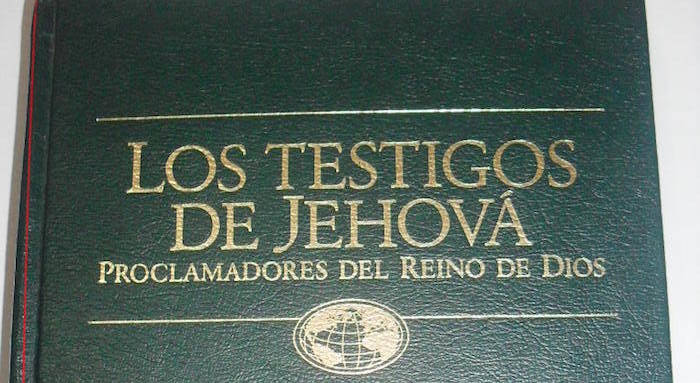 LOS TESTIGOS
DE JEHOVÁ
PROCLAMADORES DEL REINO DE DIOS